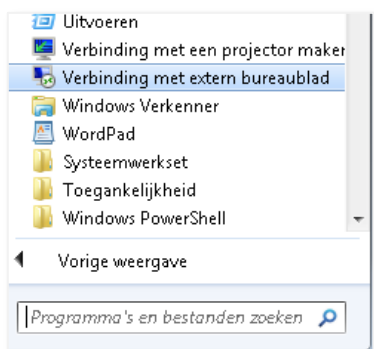 Uitvoeren
Verbinding met een projector maker
Verbinding met extern bureaublad
Windows Verkenner
WordPad
Systeemwerkset
Toegankelijkheid
Windows PowerShell
Vorige weergave
Programma's en bestanden zoeken